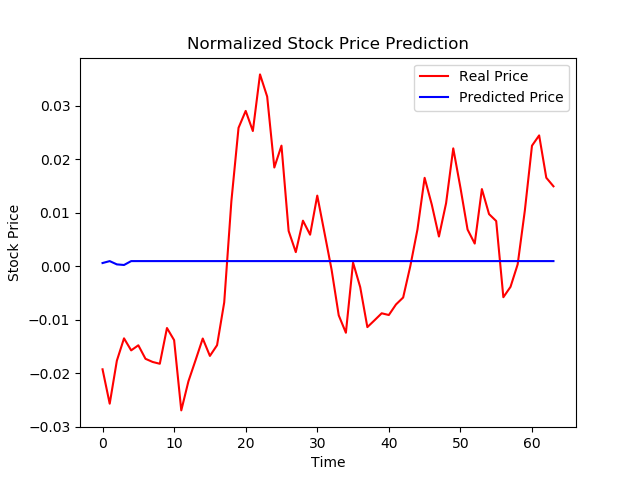 Normalized Stock Price Prediction
Real Price
Predicted Price
Stock Price
0.03
0.02
0.01
0.00
−0.01
−0.02
−0.03
0 10 20 30 40 50 60
Time